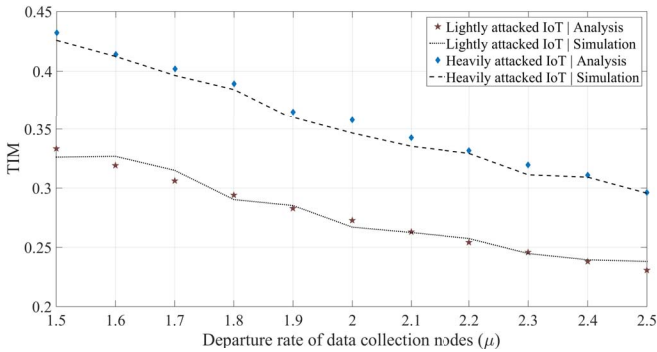 0.45
0.4
0.35
0.3
0.25
0.2
TIM
Lightly attacked IoT | Analysis
Lightly attacked IoT | Simulation
Heavily attacked IoT | Analysis
Heavily attacked IoT | Simulation
1.5 1.6 1.7 1.8 1.9 2 2.1 2.2 2.3 2.4 2.5
Departure rate of data collection nodes (μ)